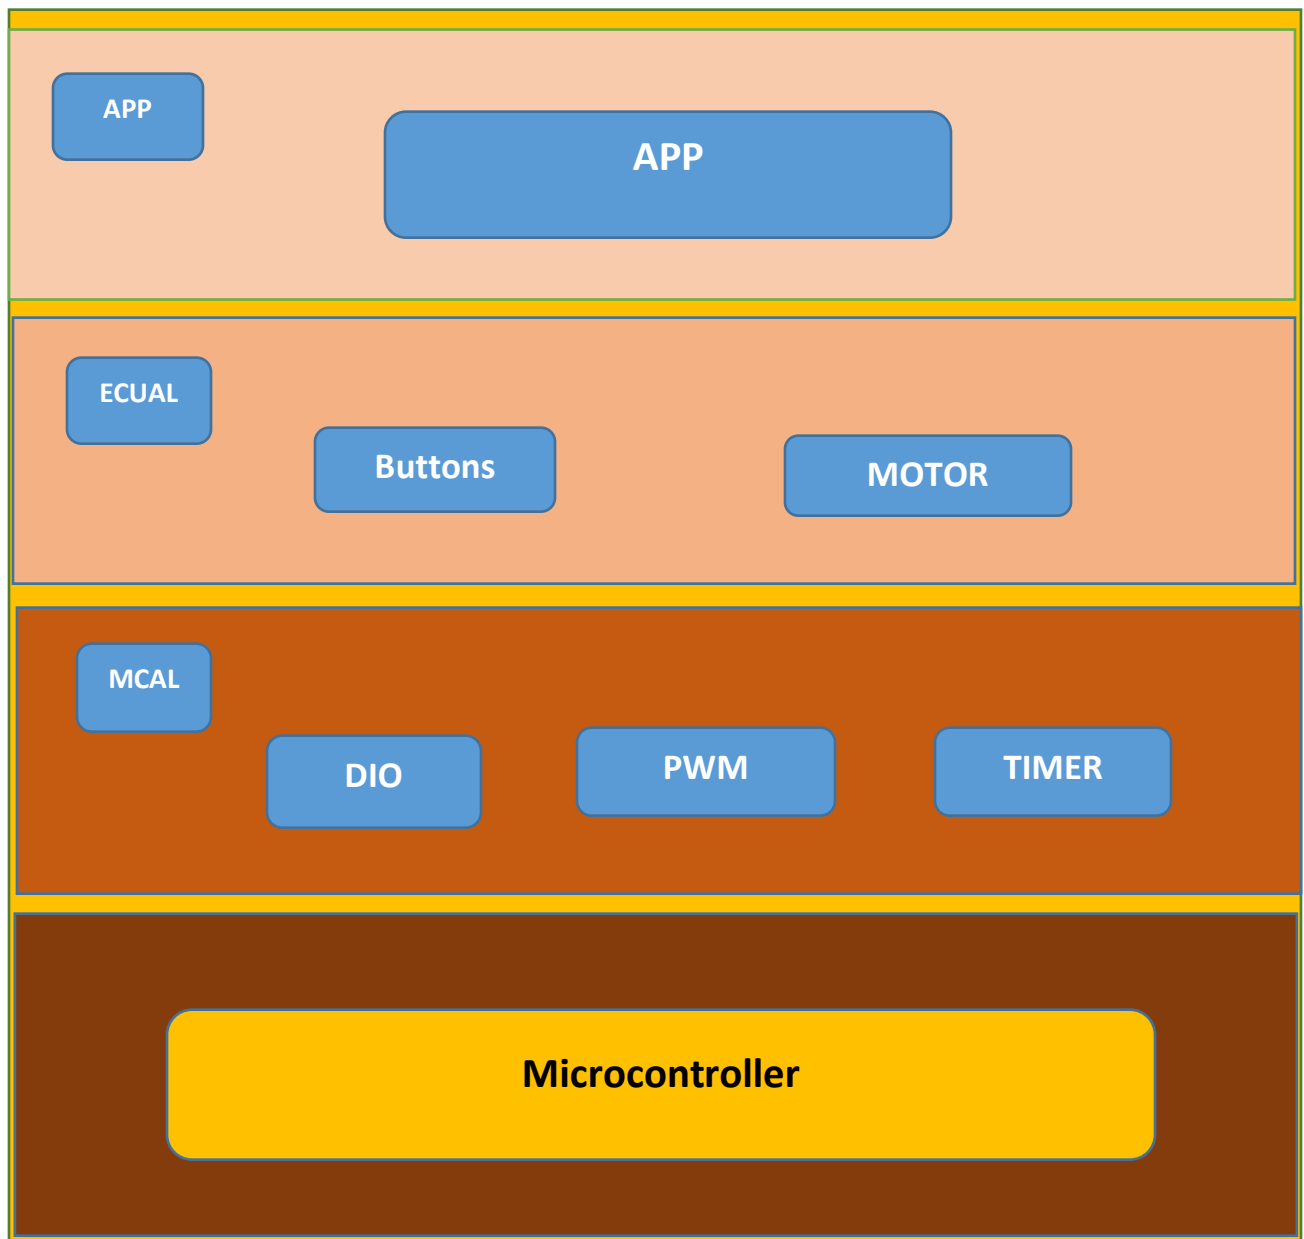 APP
APP
ECUAL
Buttons
MOTOR
MCAL
DIO
PWM
TIMER
Microcontroller